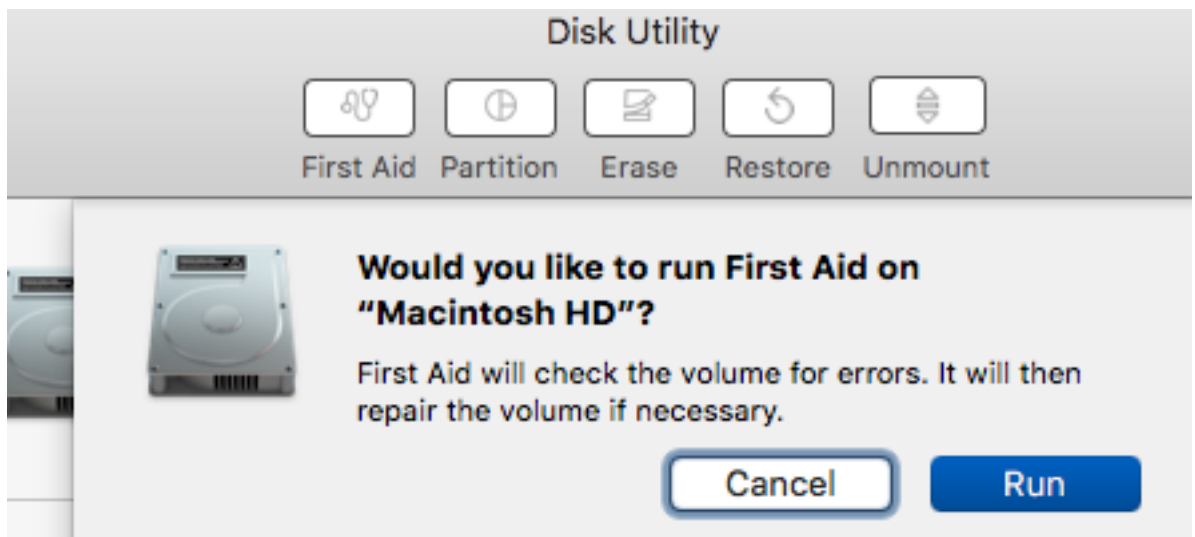 Disk Utility
First Aid Partition Erase Restore Unmount
Would you like to run First Aid on
“Macintosh HD”?
First Aid will check the volume for errors. It will then
repair the volume if necessary.
Cancel Run